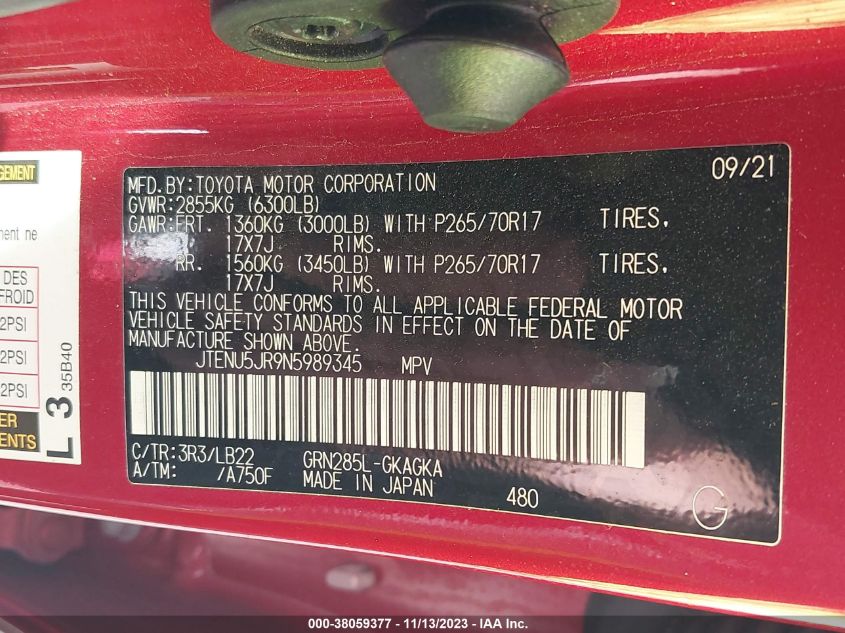 09/21
MFD.BY:TOYOTA MOTOR CORPORATION
GVWR:2855KG (6300LB)
GAWR:FRT. 1360KG (3000LB) WITH P265/70R17 TIRES.
17X7J RIMS.
RR. 1560KG (3450LB) WITH P265/70R17 TIRES.
17X7J RIMS.
THIS VEHICLE CONFORMS TO ALL APPLICABLE FEDERAL MOTOR
VEHICLE SAFETY STANDARDS IN EFFECT ON THE DATE OF
MANUFACTURE SHOWN ABOVE.
JTENU5JR9N5989345 MPV
C/TR:3R3/LB22 GRN285L-GKAGKA
A/TM: /A750F MADE IN JAPAN 480
G
ment ne
DES
FROID
2PSI
2PSI
2PSI
L 3 35B40
000-38059377 - 11/13/2023 - IAA Inc.